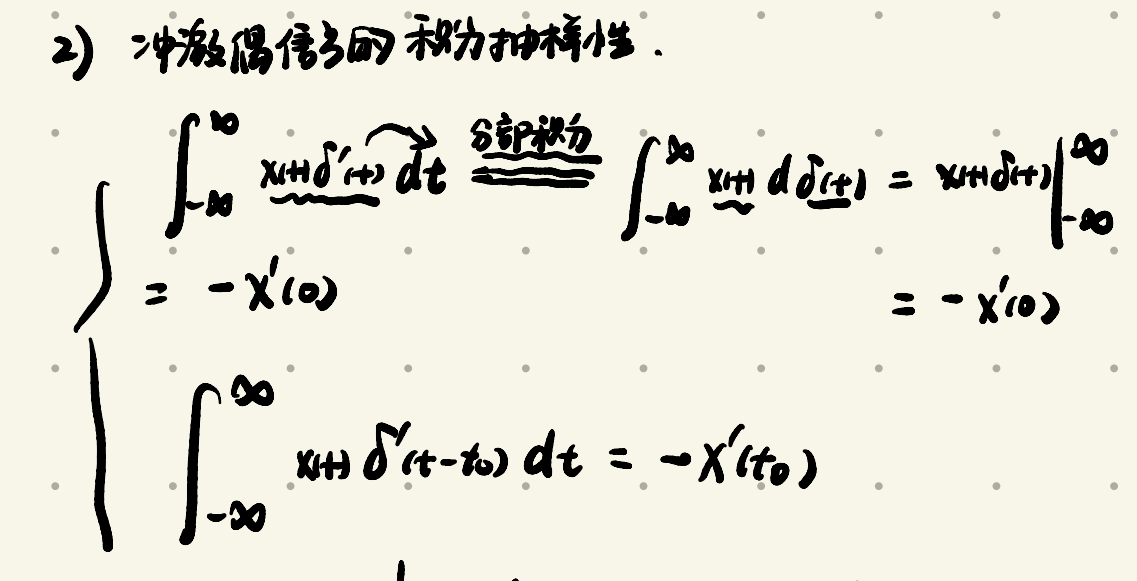 2) 冲激偶信号的积分抽样性.
∫_{-∞}^{∞} x(t)δ'(t) dt 分部积分 ∫_{-∞}^{∞} x(t) d δ(t) = x(t)δ(t)|_{-∞}^{∞}
= -x'(0) = -x'(0)
∫_{-∞}^{∞} x(t) δ'(t-t₀) dt = -x'(t₀)